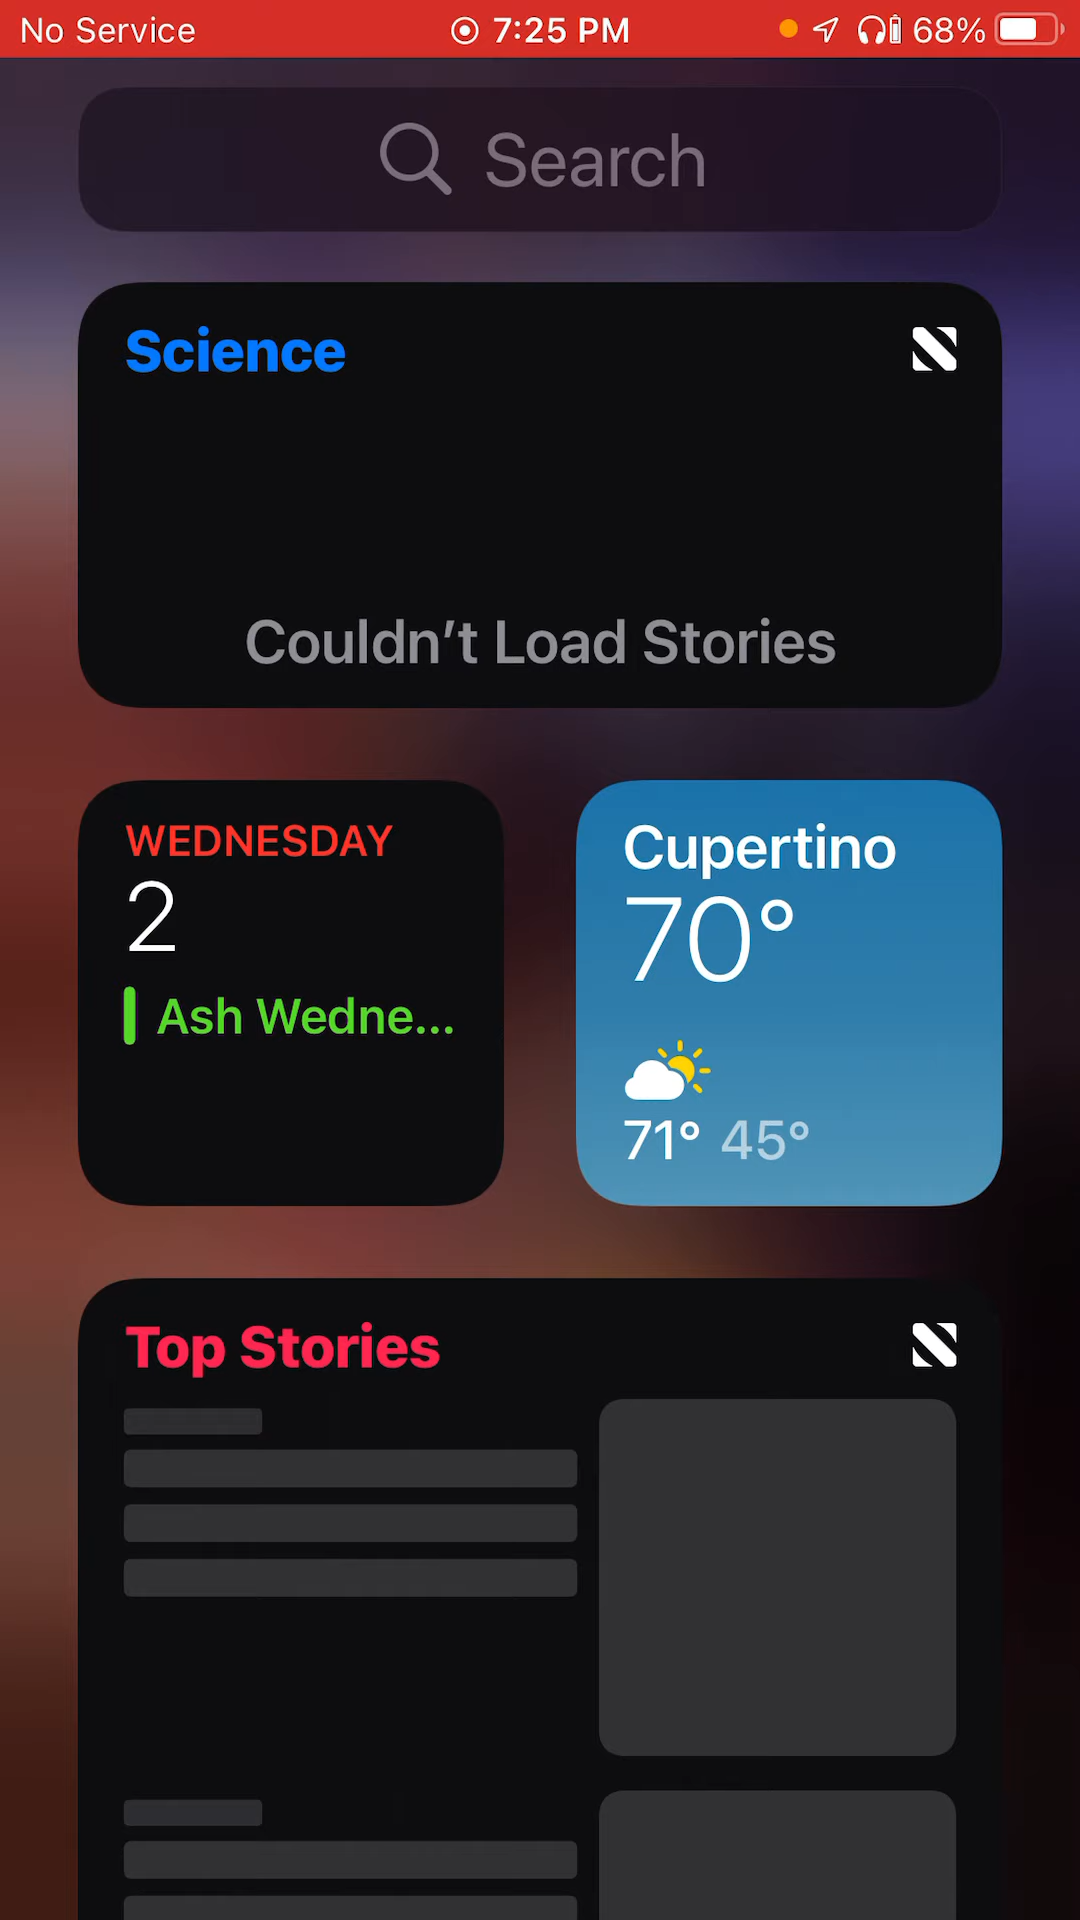 No Service 7:25 PM 68%
Search
Science
Couldn’t Load Stories
WEDNESDAY
2
Ash Wedne...
Cupertino
70°
71° 45°
Top Stories